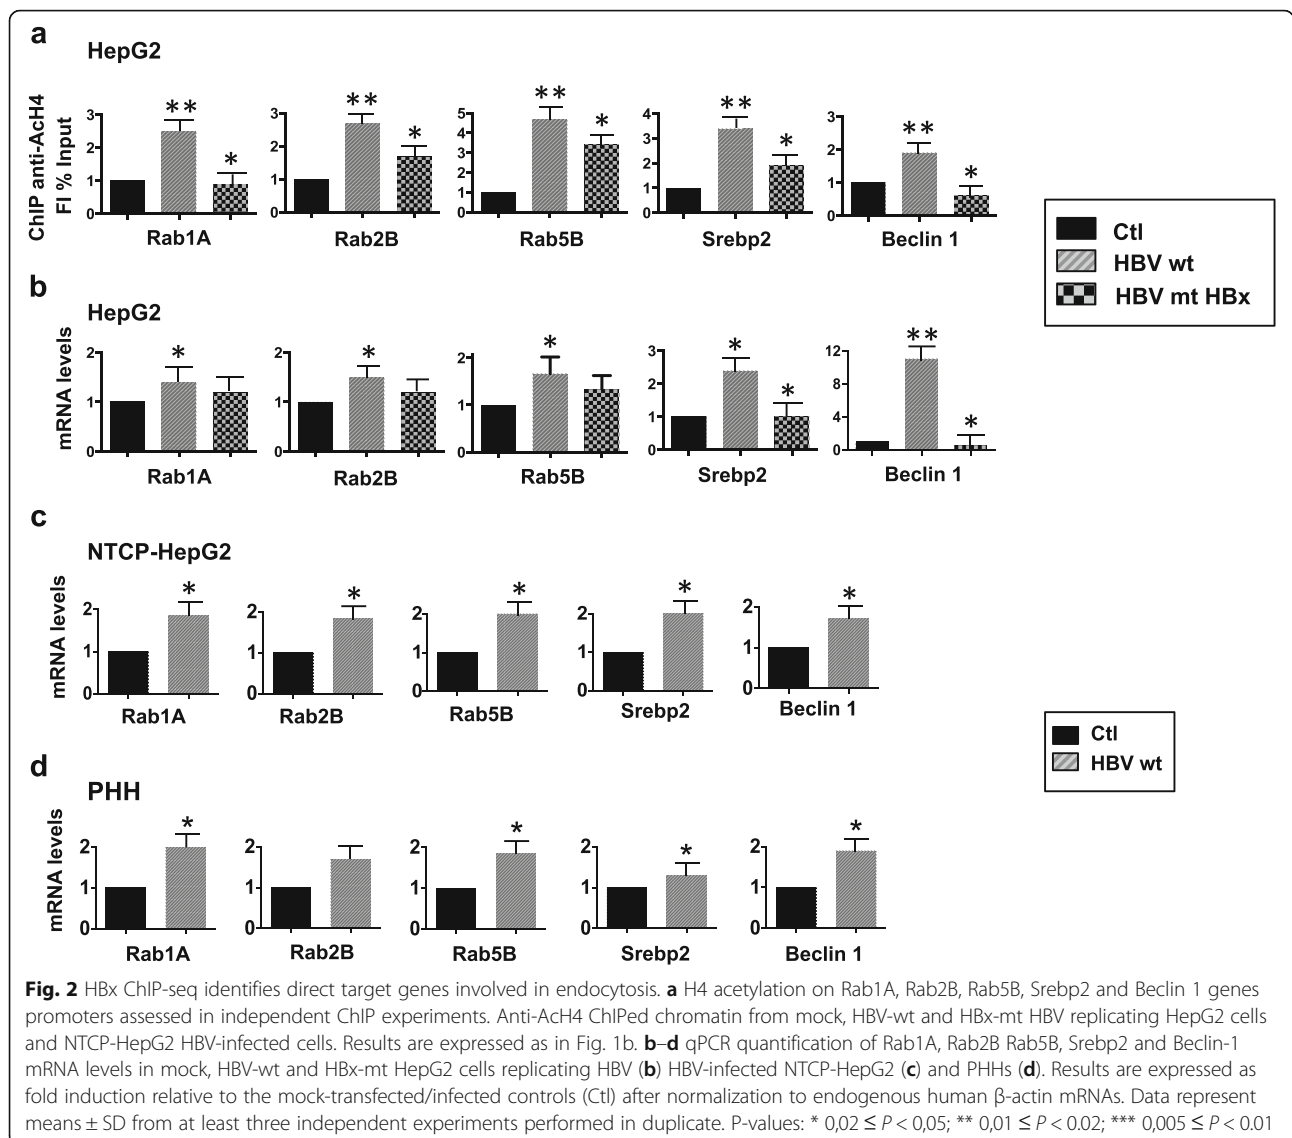 a
HepG2
ChIP anti-AcH4
FI % Input
3
2
1
0
**
*
Rab1A
3
2
1
0
**
*
Rab2B
5
4
3
2
1
0
**
*
Rab5B
4
3
2
1
0
**
*
Srebp2
3
2
1
0
**
*
Beclin 1
Ctl
HBV wt
HBV mt HBx
b
HepG2
mRNA levels
2
1
0
*
Rab1A
2
1
0
*
Rab2B
2
1
0
*
Rab5B
3
2
1
0
*
*
Srebp2
12
8
4
0
**
*
Beclin 1
c
NTCP-HepG2
mRNA levels
2
1
0
*
Rab1A
2
1
0
*
Rab2B
2
1
0
*
Rab5B
2
1
0
*
Srebp2
2
1
0
*
Beclin 1
Ctl
HBV wt
d
PHH
mRNA levels
2
1
0
*
Rab1A
2
1
0
Rab2B
2
1
0
*
Rab5B
2
1
0
*
Srebp2
2
1
0
*
Beclin 1
Fig. 2 HBx ChIP-seq identifies direct target genes involved in endocytosis. a H4 acetylation on Rab1A, Rab2B, Rab5B, Srebp2 and Beclin 1 genes
promoters assessed in independent ChIP experiments. Anti-AcH4 ChIPed chromatin from mock, HBV-wt and HBx-mt HBV replicating HepG2 cells
and NTCP-HepG2 HBV-infected cells. Results are expressed as in Fig. 1b. b–d qPCR quantification of Rab1A, Rab2B Rab5B, Srebp2 and Beclin-1
mRNA levels in mock, HBV-wt and HBx-mt HepG2 cells replicating HBV (b) HBV-infected NTCP-HepG2 (c) and PHHs (d). Results are expressed as
fold induction relative to the mock-transfected/infected controls (Ctl) after normalization to endogenous human β-actin mRNAs. Data represent
means ± SD from at least three independent experiments performed in duplicate. P-values: * 0,02 ≤ P < 0,05; ** 0,01 ≤ P < 0.02; *** 0,005 ≤ P < 0.01